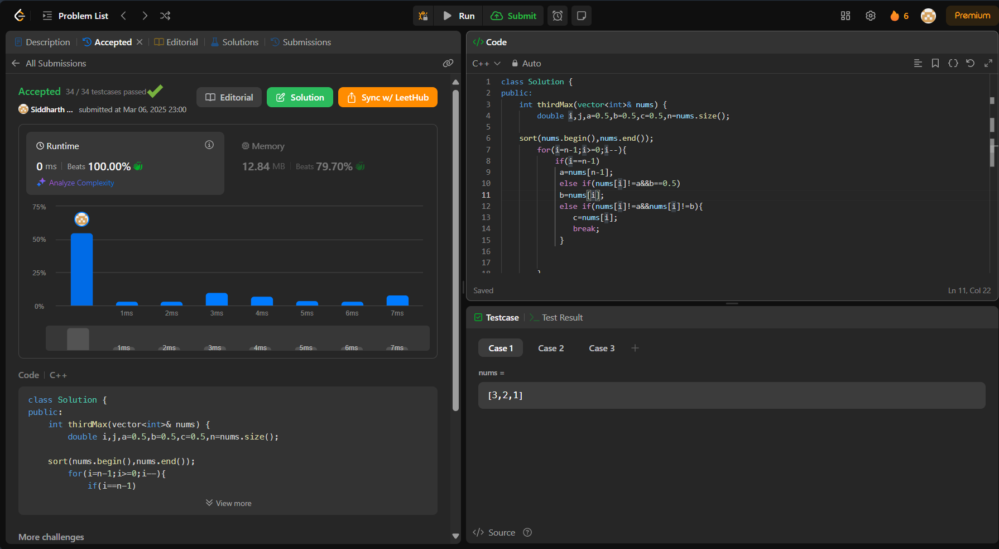 Problem List
Run
Submit
6
Premium
Description
Accepted
Editorial
Solutions
Submissions
All Submissions
Accepted 34 / 34 testcases passed
Siddharth ... submitted at Mar 06, 2025 23:00
Editorial
Solution
Sync w/ LeetHub
Runtime
0 ms Beats 100.00%
Analyze Complexity
Memory
12.84 MB Beats 79.70%
75%
50%
25%
0%
1ms 2ms 3ms 4ms 5ms 6ms 7ms
1ms 2ms 3ms 4ms 5ms 6ms 7ms
Code C++
class Solution {
public:
int thirdMax(vector<int>& nums) {
double i,j,a=0.5,b=0.5,c=0.5,n=nums.size();
sort(nums.begin(),nums.end());
for(i=n-1;i>=0;i--){
if(i==n-1)
View more
More challenges
</> Code
C++ Auto
1 class Solution {
2 public:
3 int thirdMax(vector<int>& nums) {
4 double i,j,a=0.5,b=0.5,c=0.5,n=nums.size();
5
6 sort(nums.begin(),nums.end());
7 for(i=n-1;i>=0;i--){
8 if(i==n-1)
9 a=nums[n-1];
10 else if(nums[i]!=a&&b==0.5)
11 b=nums[i];
12 else if(nums[i]!=a&&nums[i]!=b){
13 c=nums[i];
14 break;
15 }
16
17
18 }
Saved
Ln 11, Col 22
Testcase
Test Result
Case 1 Case 2 Case 3 +
nums =
[3,2,1]
</> Source ?